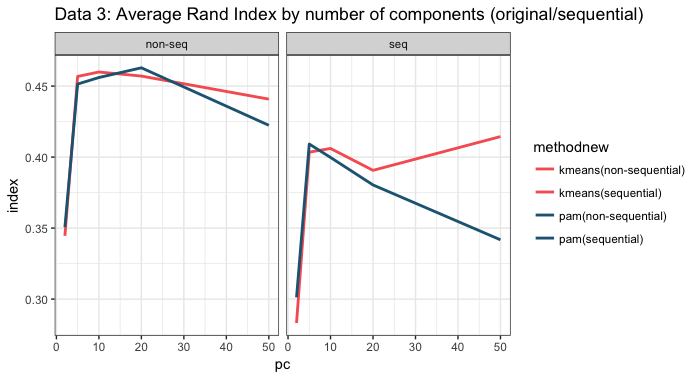 Data 3: Average Rand Index by number of components (original/sequential)
non-seq
seq
0.45
0.40
0.35
0.30
index
0 10 20 30 40 50
0 10 20 30 40 50
pc
methodnew
kmeans(non-sequential)
kmeans(sequential)
pam(non-sequential)
pam(sequential)